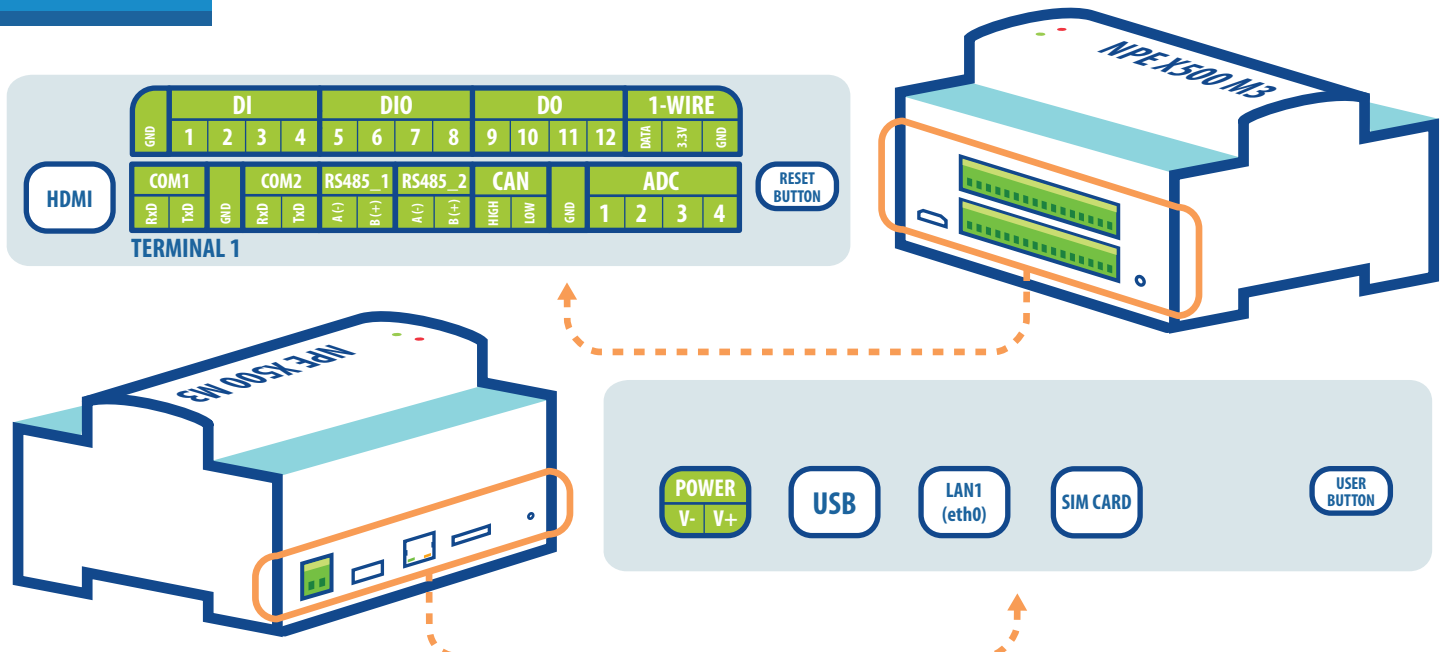 NPE X500 M3
DI DIO DO 1-WIRE
GND 1 2 3 4 5 6 7 8 9 10 11 12 DATA 3.3V GND
HDMI
COM1 GND COM2 RS485_1 RS485_2 CAN GND ADC
RxD TxD RxD TxD A (-) B (+) A (-) B (+) HIGH LOW 1 2 3 4
RESET
BUTTON
TERMINAL 1
NPE X500 M3
POWER
V- V+
USB
LAN1
(eth0)
SIM CARD
USER
BUTTON